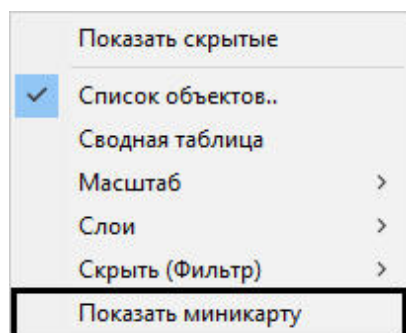 Показать скрытые
Список объектов..
Сводная таблица
Масштаб
Слои
Скрыть (Фильтр)
Показать миникарту